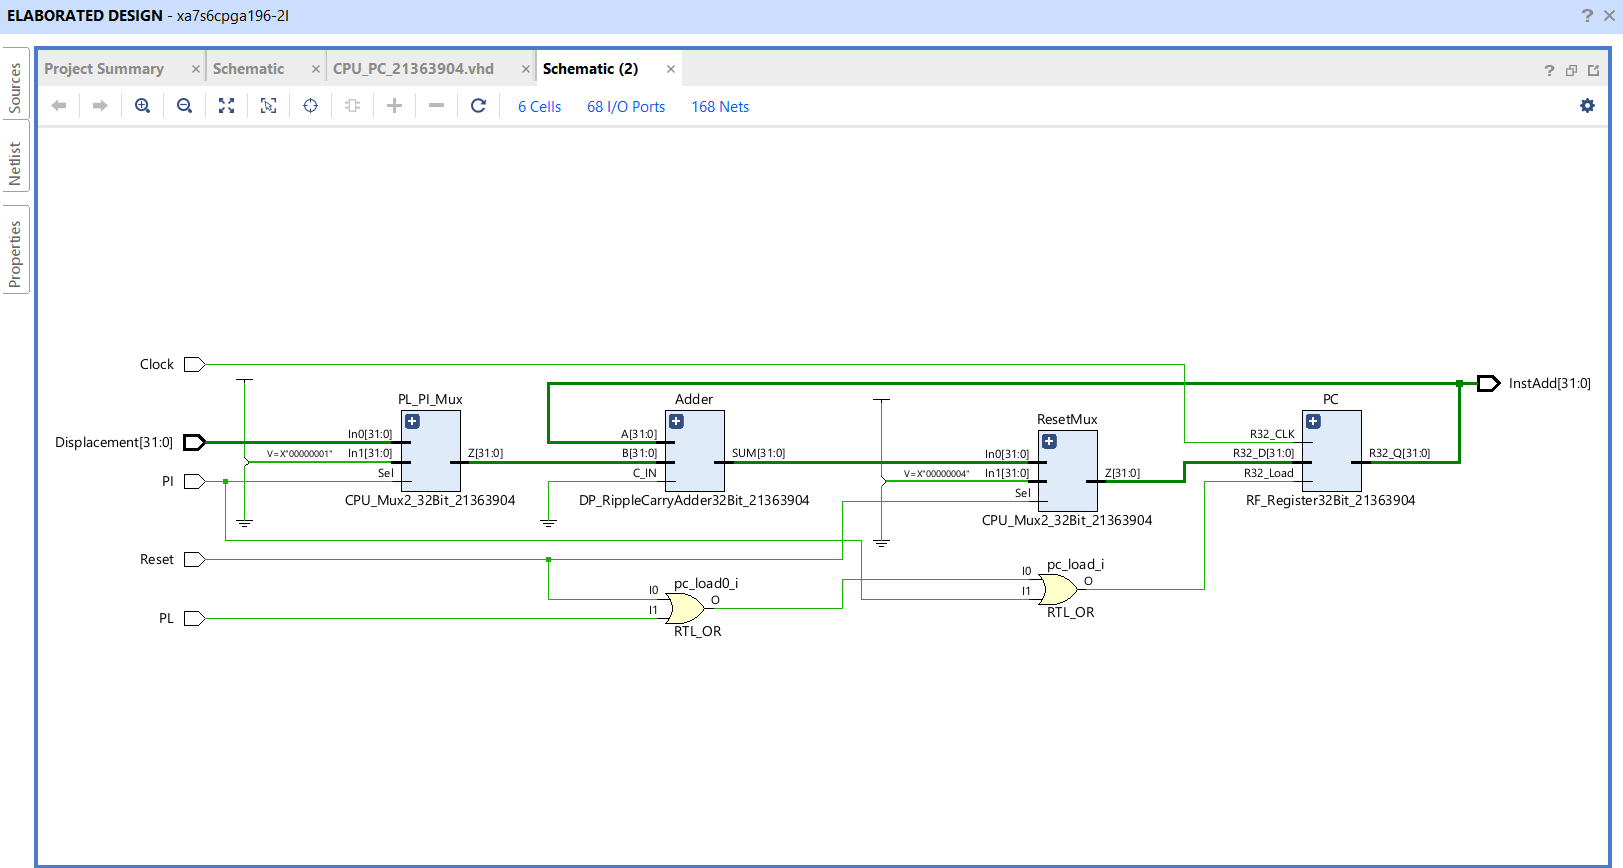 ELABORATED DESIGN - xa7s6cpga196-2I
Sources
Netlist
Properties
Project Summary
Schematic
CPU_PC_21363904.vhd
Schematic (2)
6 Cells
68 I/O Ports
168 Nets
Clock
InstAdd[31:0]
PL_PI_Mux
Adder
ResetMux
PC
Displacement[31:0]
In0[31:0]
V=X"00000001"
In1[31:0]
Sel
Z[31:0]
CPU_Mux2_32Bit_21363904
A[31:0]
B[31:0]
C_IN
SUM[31:0]
DP_RippleCarryAdder32Bit_21363904
In0[31:0]
V=X"00000004"
In1[31:0]
Sel
Z[31:0]
CPU_Mux2_32Bit_21363904
R32_CLK
R32_D[31:0]
R32_Load
R32_Q[31:0]
RF_Register32Bit_21363904
PI
Reset
PL
pc_load0_i
I0
I1
O
RTL_OR
pc_load_i
I0
I1
O
RTL_OR